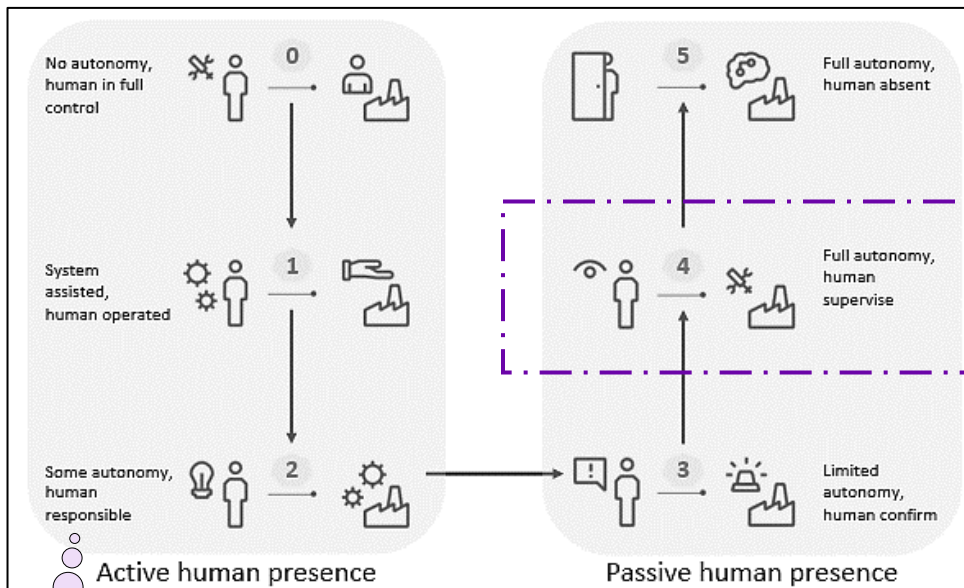 No autonomy,
human in full
control
0
System
assisted,
human operated
1
Some autonomy,
human
responsible
2
Active human presence
5
Full autonomy,
human absent
4
Full autonomy,
human
supervise
!
3
Limited
autonomy,
human confirm
Passive human presence